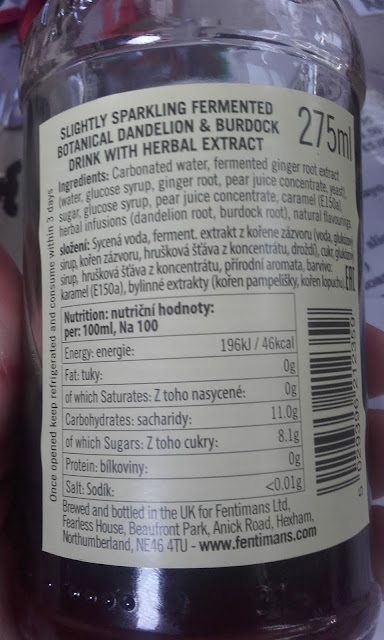 SLIGHTLY SPARKLING FERMENTED
BOTANICAL DANDELION & BURDOCK
DRINK WITH HERBAL EXTRACT
275ml
Ingredients: Carbonated water, fermented ginger root extract
(water, glucose syrup, ginger root, pear juice concentrate, yeast),
sugar, glucose syrup, pear juice concentrate, caramel (E150a),
herbal infusions (dandelion root, burdock root), natural flavourings
složení: Sycená voda, ferment. extrakt z kořene zázvoru (voda, glukózový
sirup, kořen zázvoru, hrušková šťáva z koncentrátu, droždí), cukr, glukózový
sirup, hrušková šťáva z koncentrátu, přírodní aromata, barvivo:
karamel (E150a), bylinné extrakty (kořen pampelišky, kořen lopuchu).
Nutrition: nutriční hodnoty:
per: 100ml, Na 100
Energy: energie: 196kJ / 46kcal
Fat: tuky: 0g
of which Saturates: Z toho nasycené: 0g
Carbohydrates: sacharidy: 11.0g
of which Sugars: Z toho cukry: 8.1g
Protein: bílkoviny: 0g
Salt: Sodík: <0.01g
Brewed and bottled in the UK for Fentimans Ltd,
Fearless House, Beaufront Park, Anick Road, Hexham,
Northumberland, NE46 4TU - www.fentimans.com
Once opened keep refrigerated and consume within 3 days
EAC
5 029396 212359